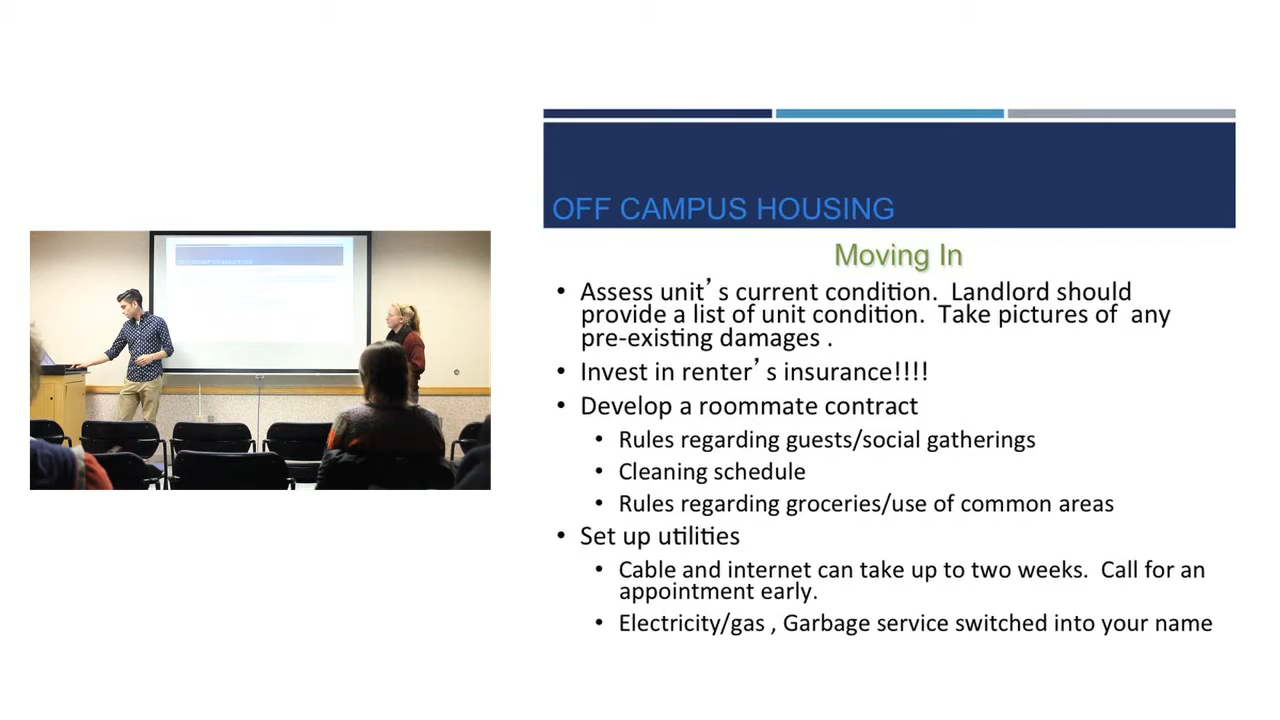 OFF CAMPUS HOUSING
Moving In
• Assess unit’s current condition.  Landlord should
provide a list of unit condition.  Take pictures of  any
pre-existing damages .
• Invest in renter’s insurance!!!!
• Develop a roommate contract
• Rules regarding guests/social gatherings
• Cleaning schedule
• Rules regarding groceries/use of common areas
• Set up utilities
• Cable and internet can take up to two weeks.  Call for an
appointment early.
• Electricity/gas , Garbage service switched into your name